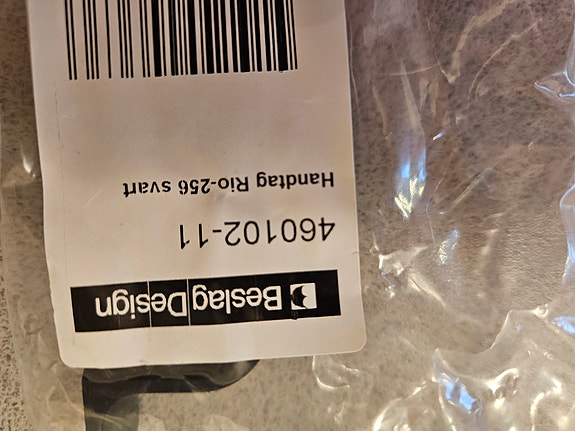 Beslag Design
460102-11
Handtag Rio-256 svart